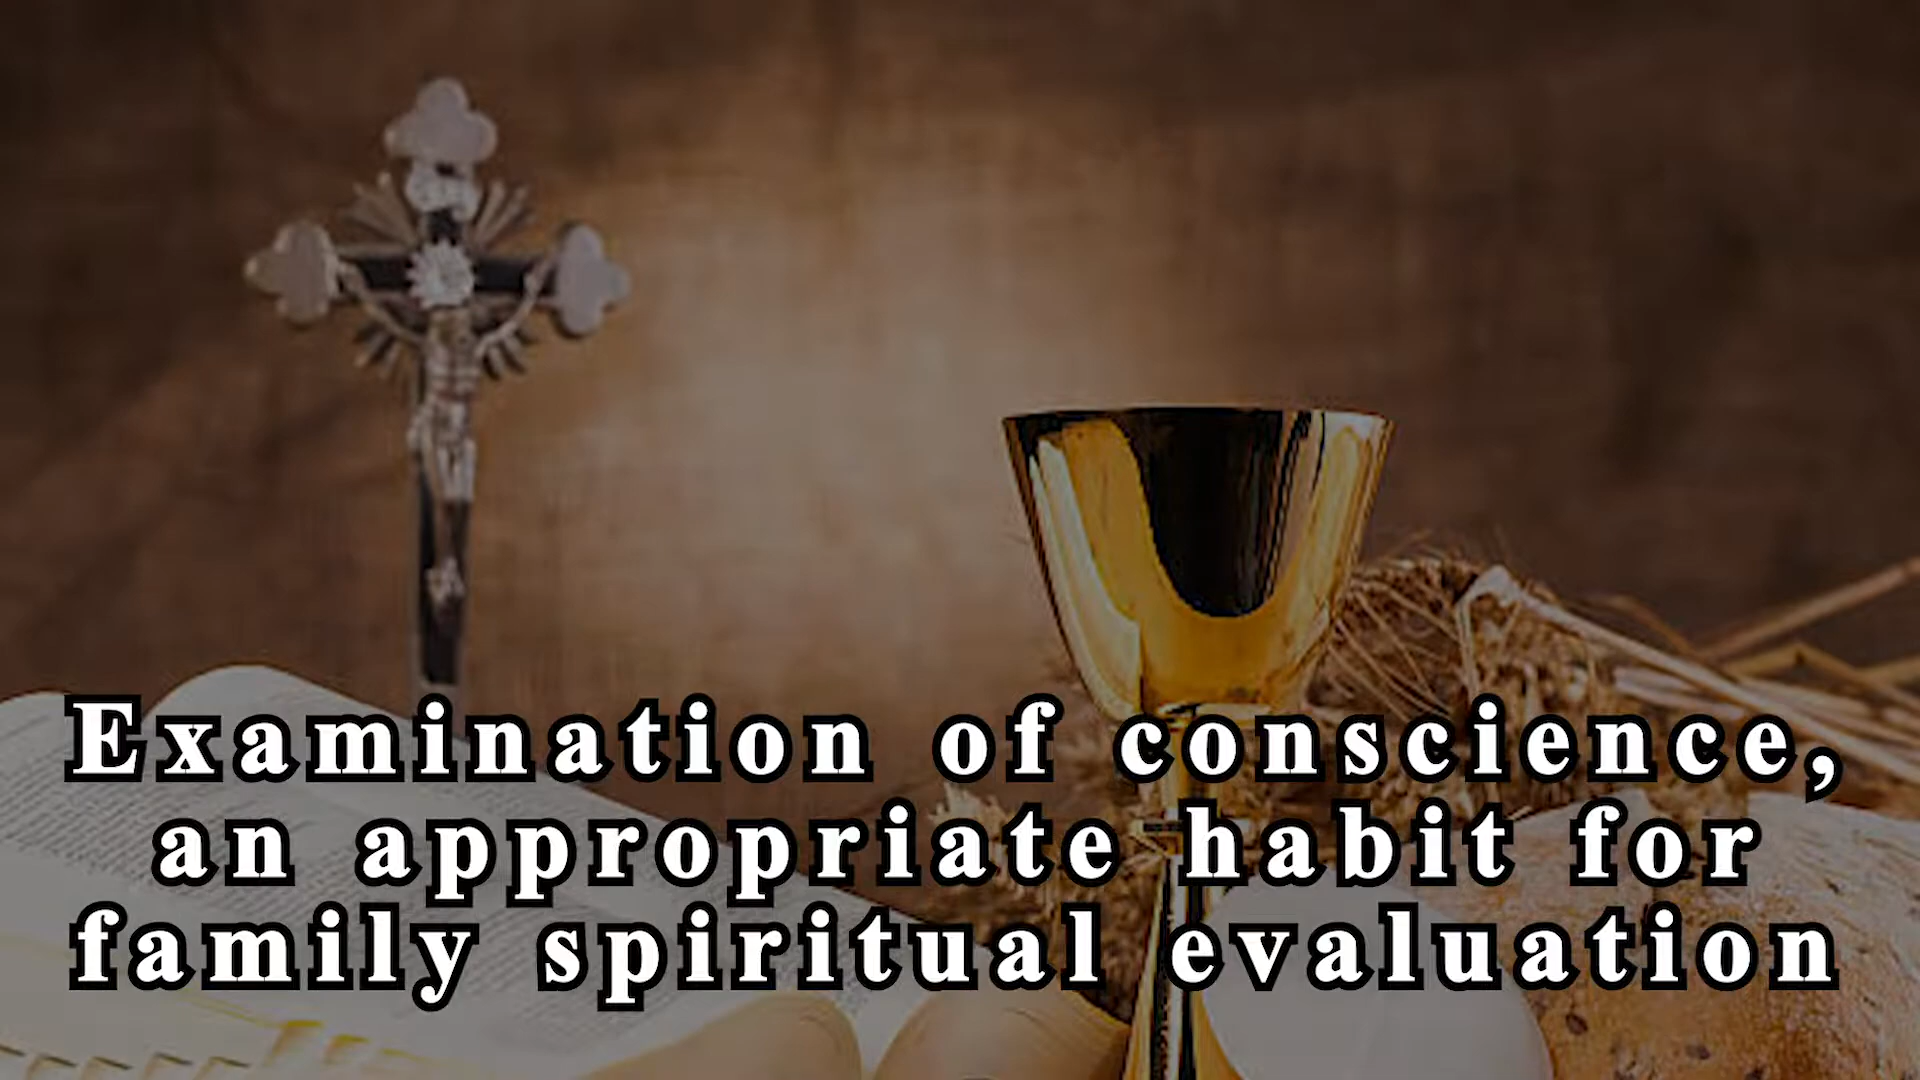 Examination of conscience,
an appropriate habit for
family spiritual evaluation